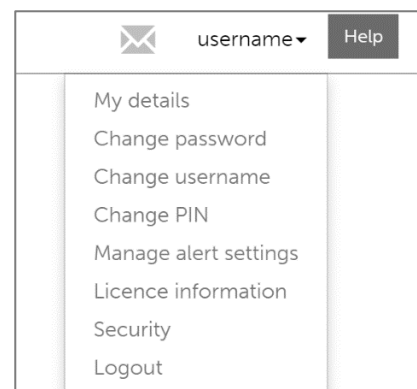 username Help
My details
Change password
Change username
Change PIN
Manage alert settings
Licence information
Security
Logout